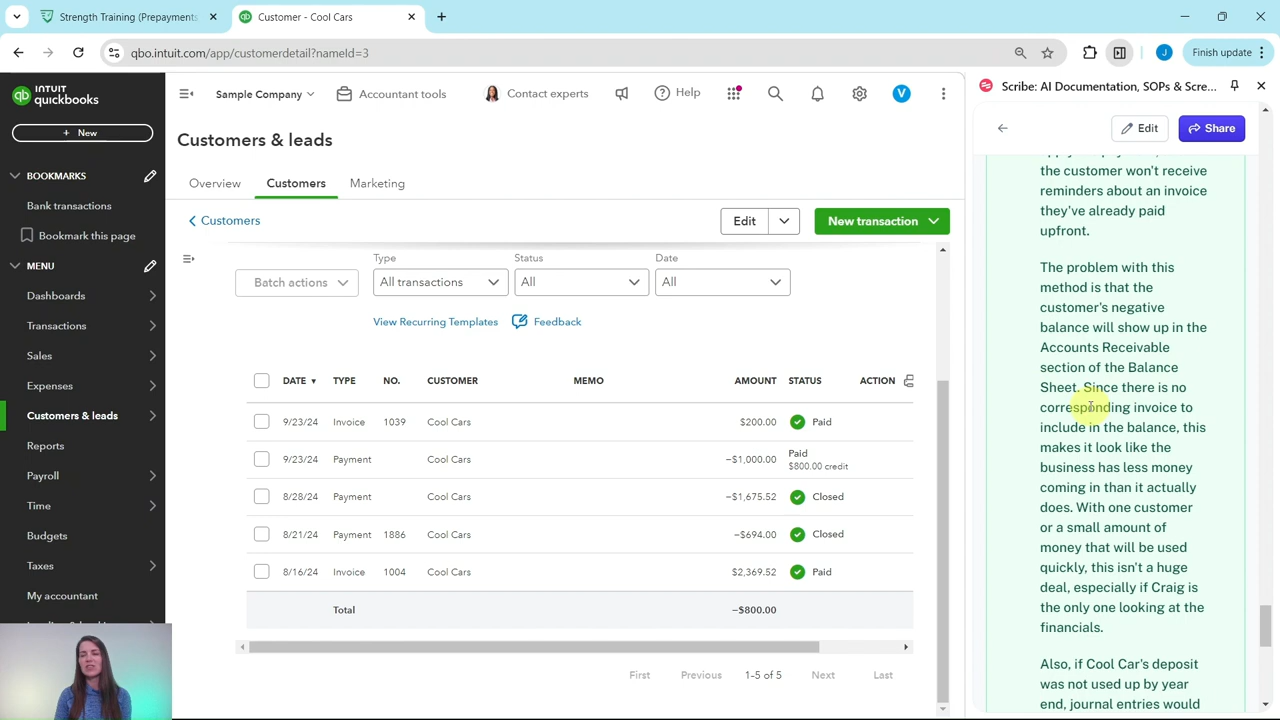 Strength Training (Prepayments
Customer - Cool Cars
qbo.intuit.com/app/customerdetail?nameId=3
J
Finish update
INTUIT
quickbooks
Sample Company
Accountant tools
Contact experts
Help
V
Scribe: AI Documentation, SOPs & Scre...
+ New
Edit
Share
Customers & leads
BOOKMARKS
Bank transactions
Bookmark this page
MENU
Dashboards
Transactions
Sales
Expenses
Customers & leads
Reports
Payroll
Time
Budgets
Taxes
My accountant
Overview
Customers
Marketing
Customers
Edit
New transaction
Batch actions
Type
All transactions
Status
All
Date
All
View Recurring Templates
Feedback
DATE TYPE NO. CUSTOMER MEMO AMOUNT STATUS ACTION
9/23/24 Invoice 1039 Cool Cars $200.00 Paid
9/23/24 Payment Cool Cars −$1,000.00 Paid
$800.00 credit
8/28/24 Payment Cool Cars −$1,675.52 Closed
8/21/24 Payment 1886 Cool Cars −$694.00 Closed
8/16/24 Invoice 1004 Cool Cars $2,369.52 Paid
Total −$800.00
First Previous 1-5 of 5 Next Last
the customer won't receive
reminders about an invoice
they've already paid
upfront.
The problem with this
method is that the
customer's negative
balance will show up in the
Accounts Receivable
section of the Balance
Sheet. Since there is no
corresponding invoice to
include in the balance, this
makes it look like the
business has less money
coming in than it actually
does. With one customer
or a small amount of
money that will be used
quickly, this isn't a huge
deal, especially if Craig is
the only one looking at the
financials.
Also, if Cool Car's deposit
was not used up by year
end, journal entries would